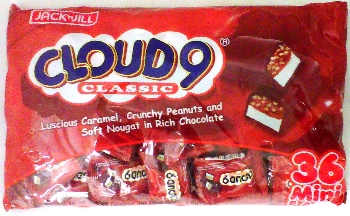 JACK 'n JILL
CLOUD 9®
CLASSIC
Luscious Caramel, Crunchy Peanuts and
Soft Nougat in Rich Chocolate
36
Mini